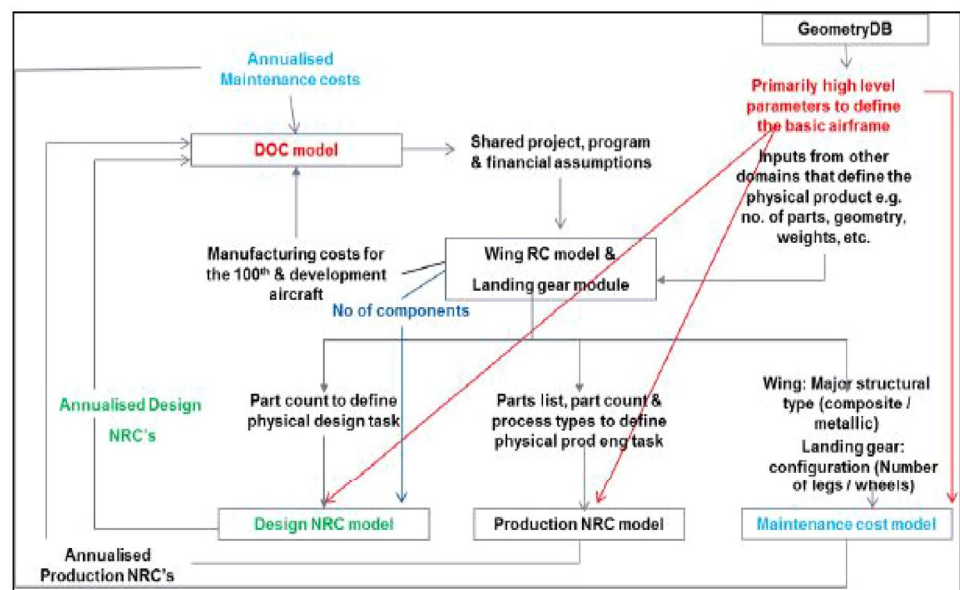 GeometryDB
Annualised
Maintenance costs
Primarily high level
parameters to define
the basic airframe
DOC model
Shared project, program
& financial assumptions
Inputs from other
domains that define the
physical product e.g.
no. of parts, geometry,
weights, etc.
Manufacturing costs for
the 100th & development
aircraft
Wing RC model &
Landing gear module
No of components
Annualised Design
NRC's
Part count to define
physical design task
Parts list, part count &
process types to define
physical prod eng task
Wing: Major structural
type (composite /
metallic)
Landing gear:
configuration (Number
of legs / wheels)
Design NRC model
Production NRC model
Maintenance cost model
Annualised
Production NRC's